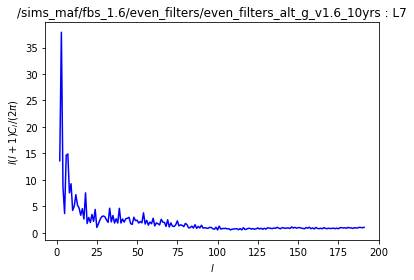 /sims_maf/fbs_1.6/even_filters/even_filters_alt_g_v1.6_10yrs : L7
35
30
25
20
15
10
5
0
l(l + 1)C_l/(2π)
0 25 50 75 100 125 150 175 200
l